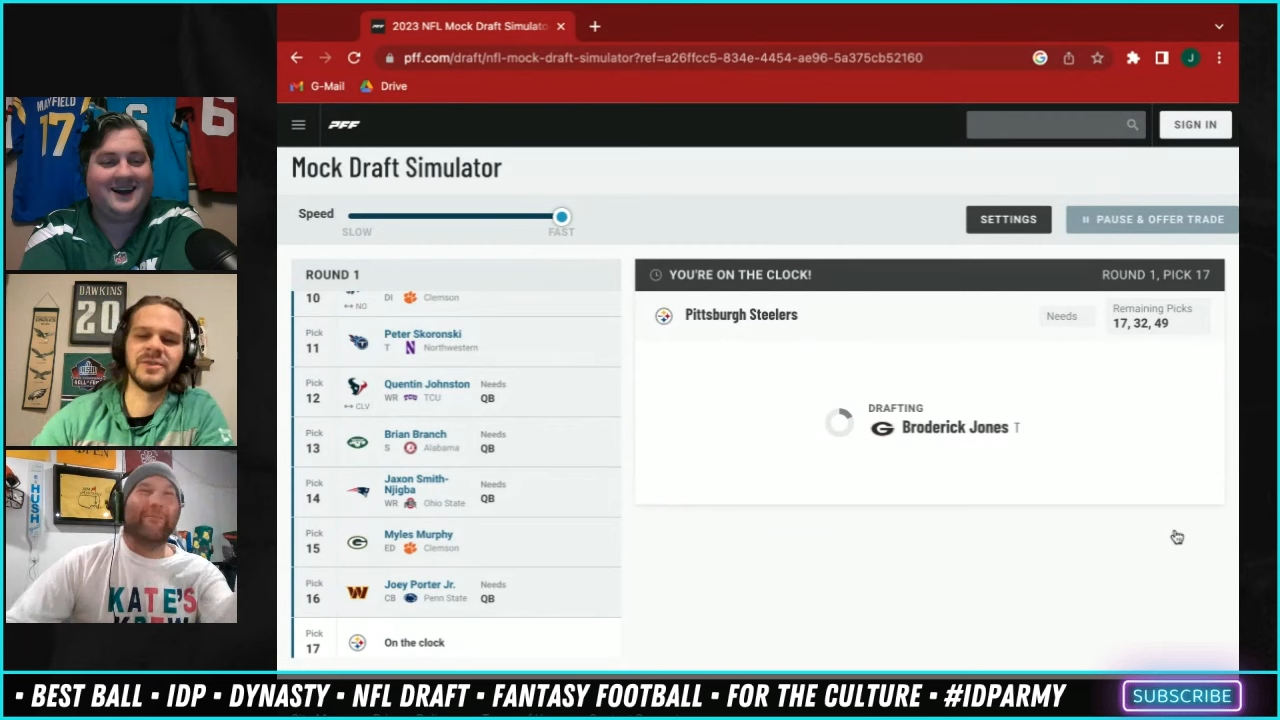 2023 NFL Mock Draft Simulato
pff.com/draft/nfl-mock-draft-simulator?ref=a26ffcc5-834e-4454-ae96-5a375cb52160
J
G-Mail
Drive
PFF
SIGN IN
Mock Draft Simulator
Speed
SLOW
FAST
SETTINGS
PAUSE & OFFER TRADE
ROUND 1
10
NO
DI Clemson
Pick 11
Peter Skoronski
T N Northwestern
Pick 12
CLV
Quentin Johnston
WR TCU
Needs
QB
Pick 13
Brian Branch
S Alabama
Needs
QB
Pick 14
Jaxon Smith-
Njigba
WR Ohio State
Needs
QB
Pick 15
Myles Murphy
ED Clemson
Pick 16
W
Joey Porter Jr.
CB Penn State
Needs
QB
Pick 17
On the clock
YOU'RE ON THE CLOCK!
ROUND 1, PICK 17
Pittsburgh Steelers
Needs
Remaining Picks
17, 32, 49
DRAFTING
G Broderick Jones T
MAYFIELD
17
6
6
DAWKINS
20
HUSH
KATE'S
• BEST BALL • IDP • DYNASTY • NFL DRAFT • FANTASY FOOTBALL • FOR THE CULTURE • #IDPARMY
SUBSCRIBE